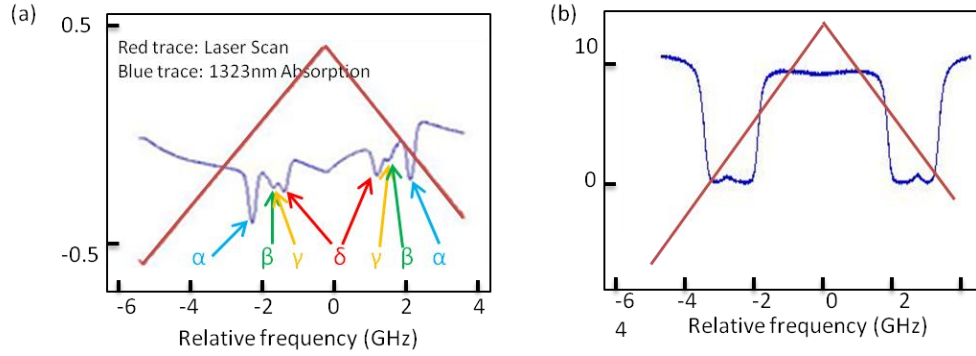 (a)
0.5
Red trace: Laser Scan
Blue trace: 1323nm Absorption
-0.5
α β γ δ γ β α
-6 -4 -2 0 2 4
Relative frequency (GHz)
(b)
10
0
-6 -4 -2 0 2
4
Relative frequency (GHz)